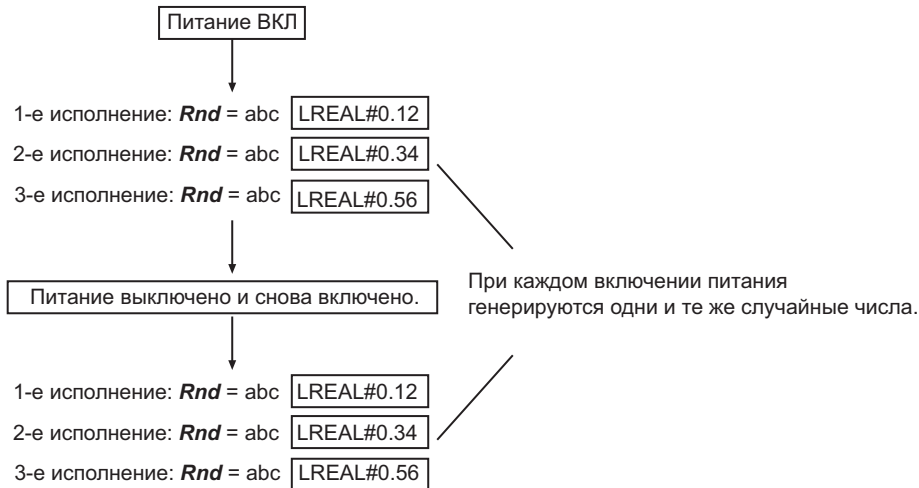 Питание ВКЛ
1-е исполнение: Rnd = abc LREAL#0.12
2-е исполнение: Rnd = abc LREAL#0.34
3-е исполнение: Rnd = abc LREAL#0.56
Питание выключено и снова включено.
При каждом включении питания
генерируются одни и те же случайные числа.
1-е исполнение: Rnd = abc LREAL#0.12
2-е исполнение: Rnd = abc LREAL#0.34
3-е исполнение: Rnd = abc LREAL#0.56